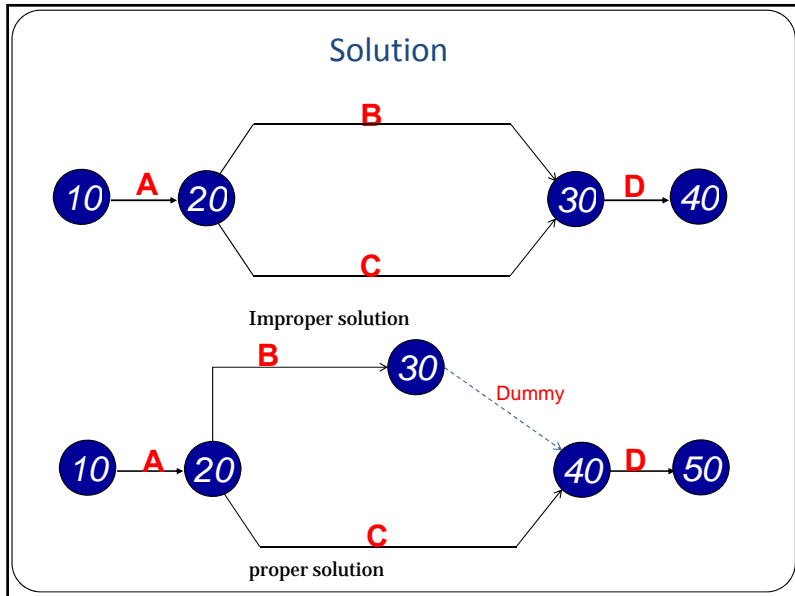 Solution
B
10 A 20 30 D 40
C
Improper solution
B 30
Dummy
10 A 20 40 D 50
C
proper solution